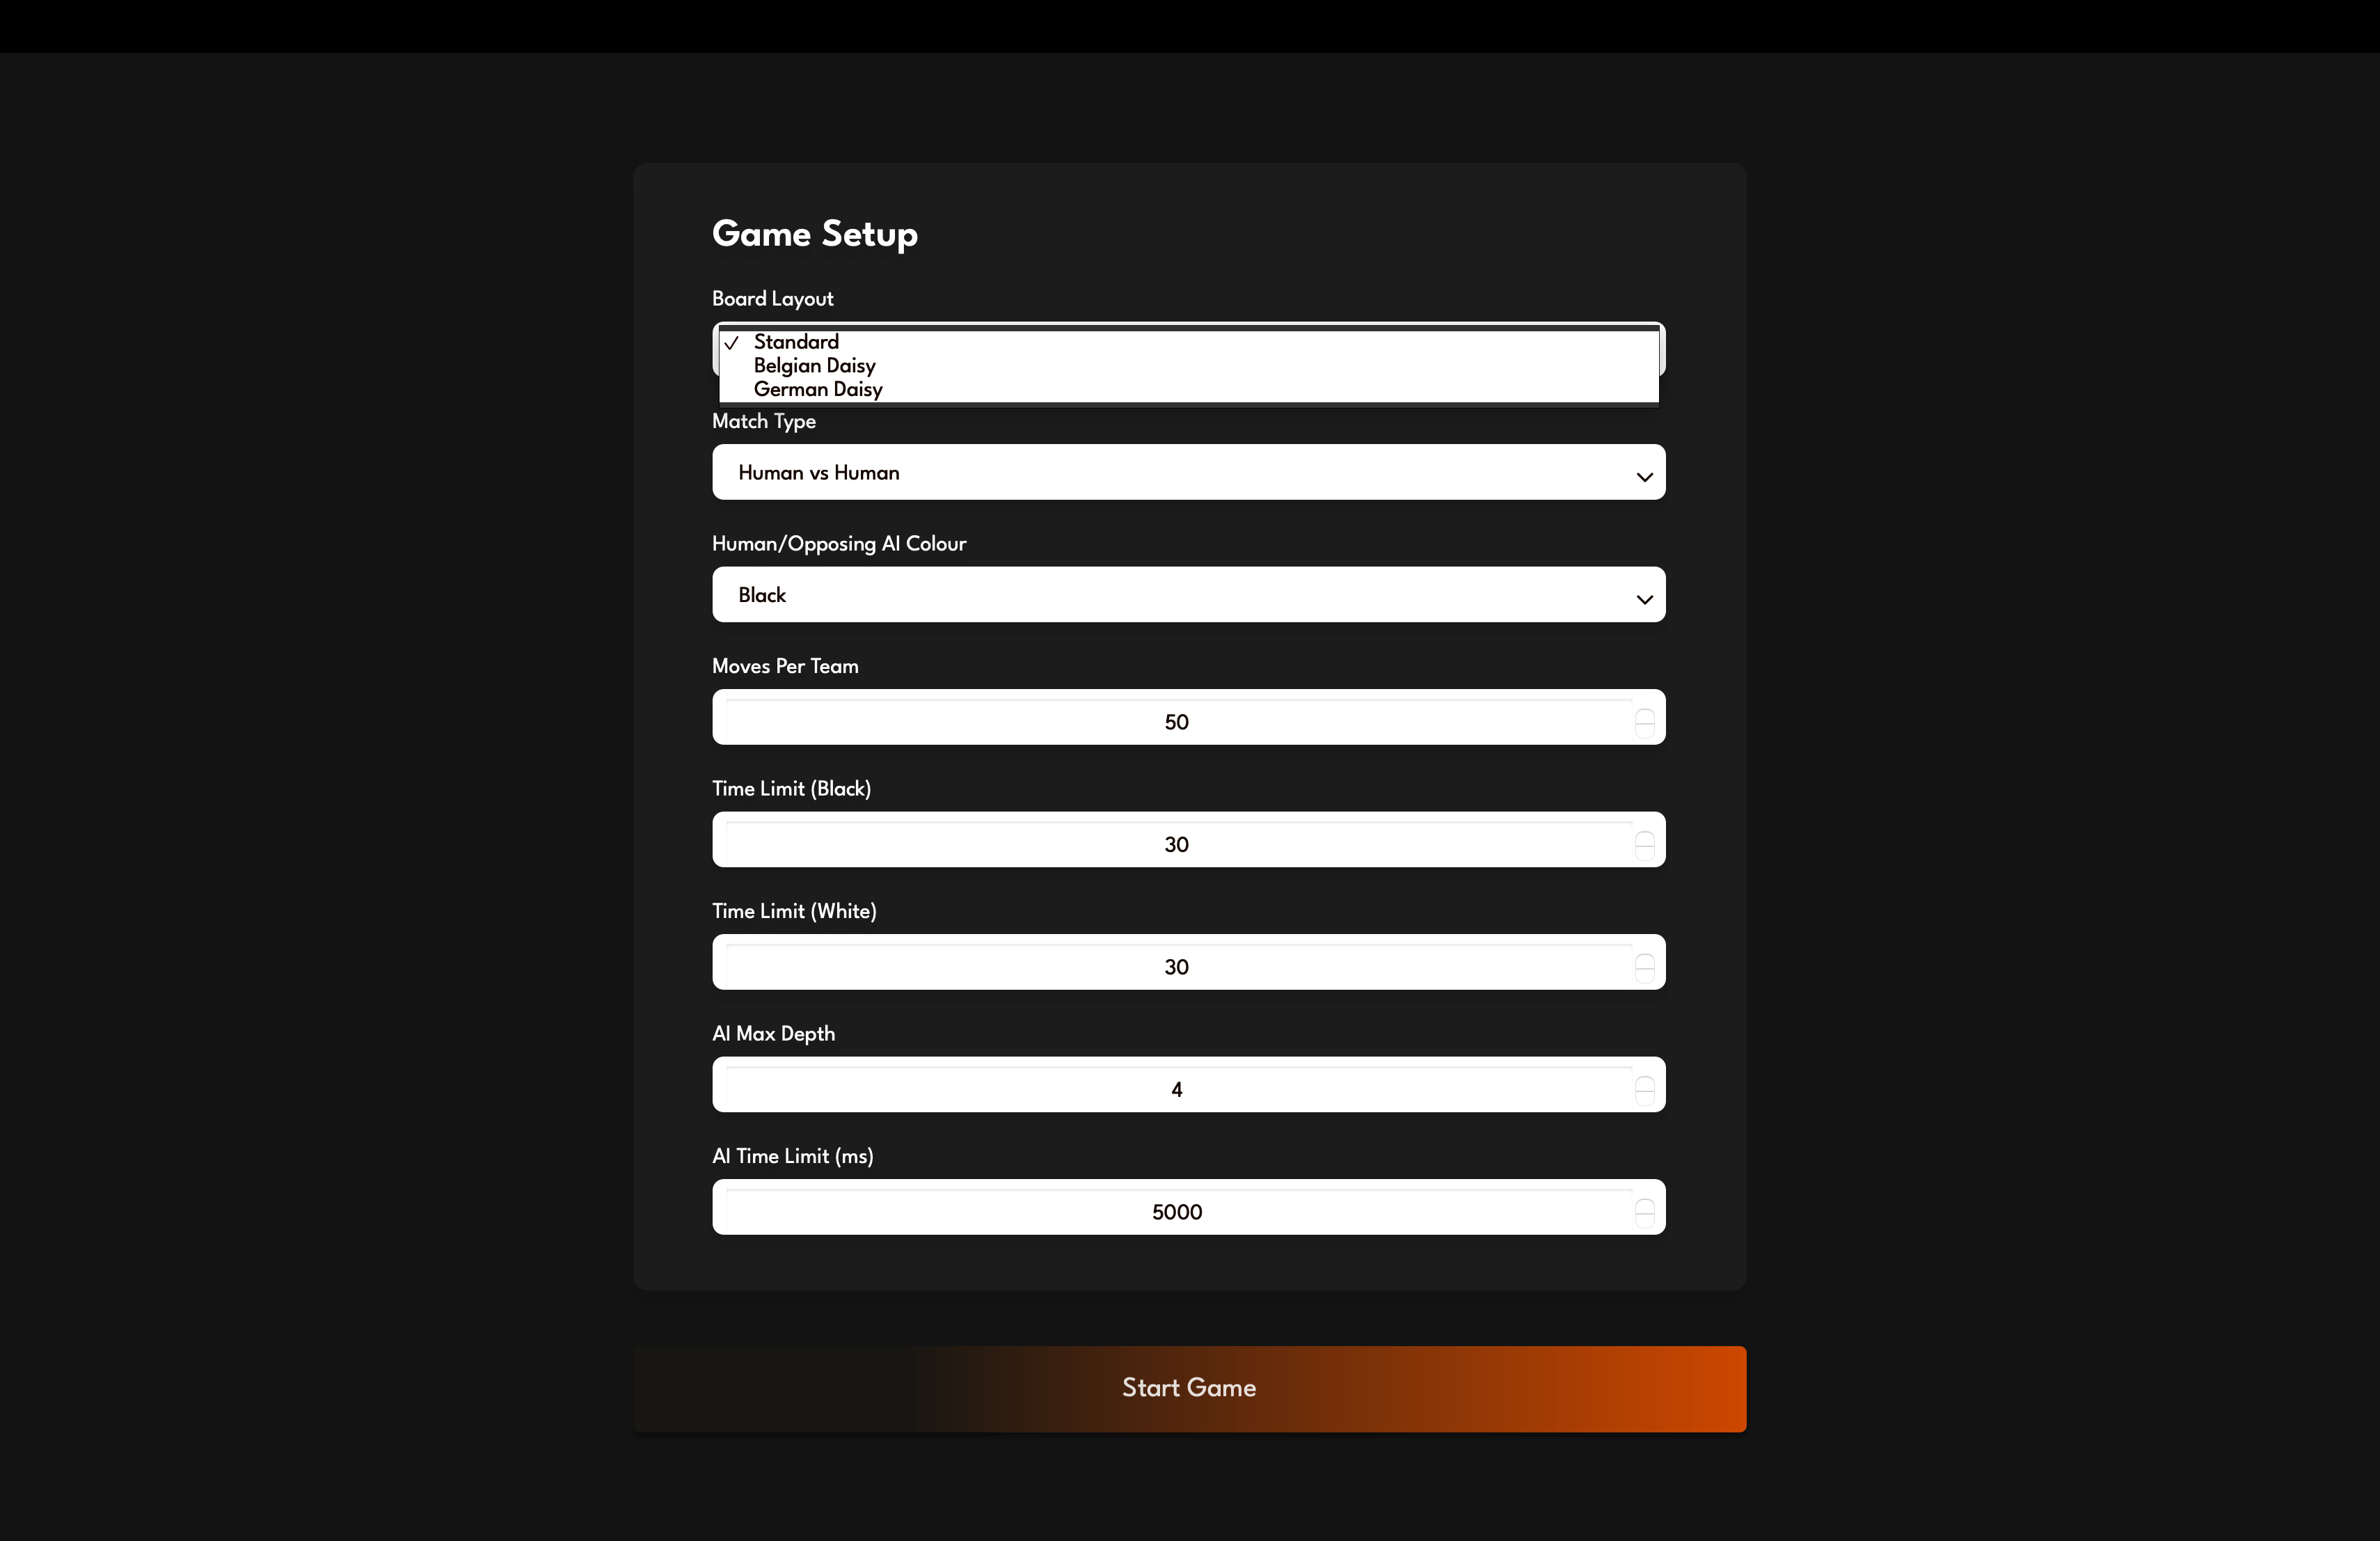 Game Setup
Board Layout
Standard
Belgian Daisy
German Daisy
Match Type
Human vs Human
Human/Opposing AI Colour
Black
Moves Per Team
50
Time Limit (Black)
30
Time Limit (White)
30
AI Max Depth
4
AI Time Limit (ms)
5000
Start Game